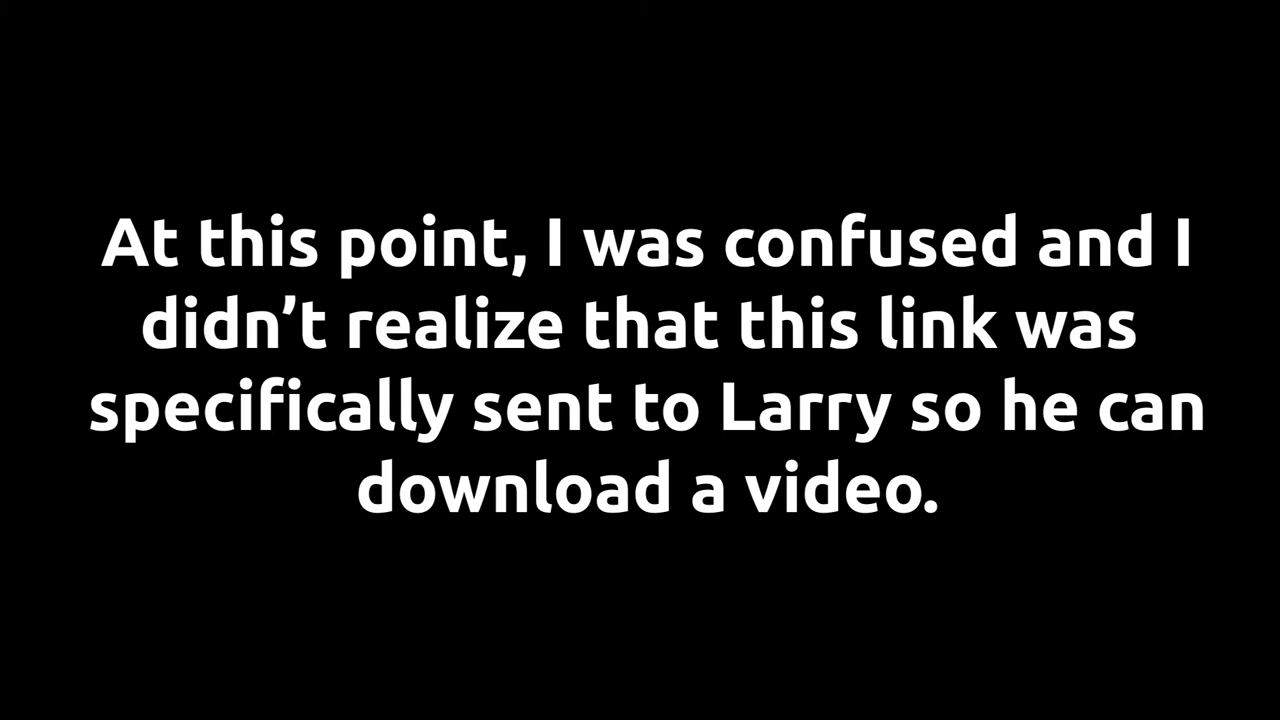 At this point, I was confused and I
didn’t realize that this link was
specifically sent to Larry so he can
download a video.